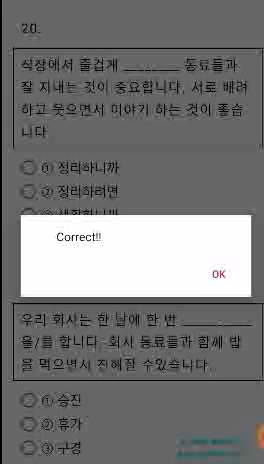 20.
직장에서 즐겁게 ________ 동료들과
잘 지내는 것이 중요합니다. 서로 배려
하고 웃으면서 이야기 하는 것이 좋습
니다
① 정리하니까
② 정리하려면
Correct!!
OK
우리 회사는 한 달에 한 번 ________
을/를 합니다. 회사 동료들과 함께 밥
을 먹으면서 친해질 수있습니다.
① 승진
② 휴가
③ 구경